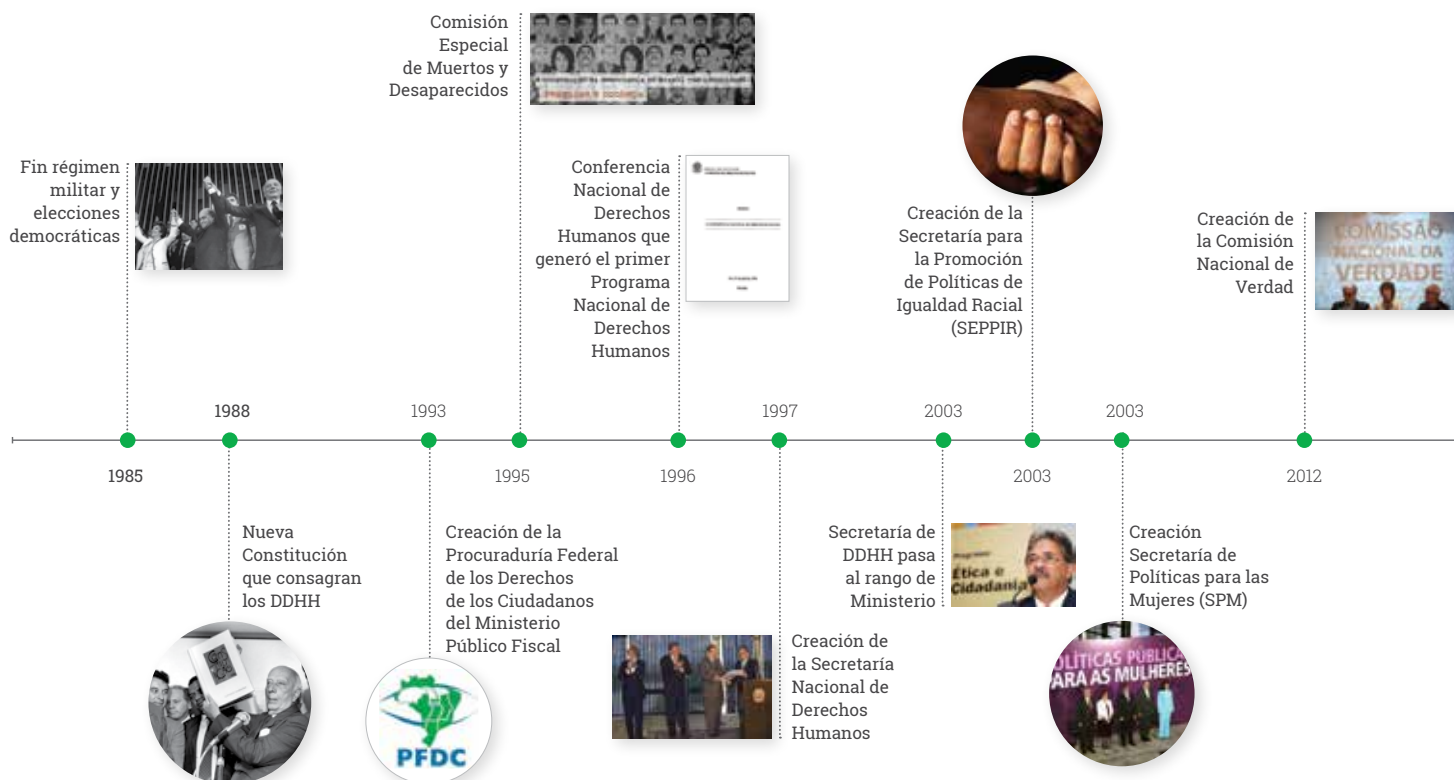 Comisión
Especial
de Muertos y
Desaparecidos
Fin régimen
militar y
elecciones
democráticas
Conferencia
Nacional de
Derechos
Humanos que
generó el primer
Programa
Nacional de
Derechos
Humanos
Creación de la
Secretaría para
la Promoción
de Políticas de
Igualdad Racial
(SEPPIR)
Creación de
la Comisión
Nacional de
Verdad
COMISSÃO
NACIONAL DA
VERDADE
1988
1993
1997
2003
2003
1985
1995
1996
2003
2012
Nueva
Constitución
que consagran
los DDHH
Creación de la
Procuraduría Federal
de los Derechos
de los Ciudadanos
del Ministerio
Público Fiscal
PFDC
Creación de
la Secretaría
Nacional de
Derechos
Humanos
Secretaría de
DDHH pasa
al rango de
Ministerio
Ética e
Cidadania
Creación
Secretaría de
Políticas para las
Mujeres (SPM)
OLÍTICAS PÚBLICA
ARA AS MULHERES